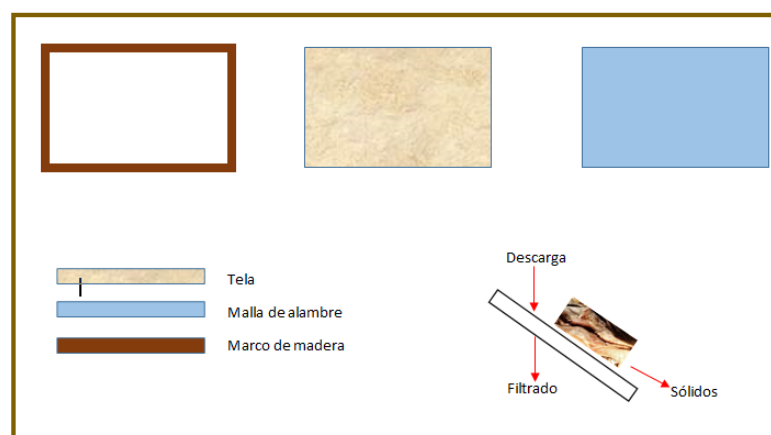 Tela
Malla de alambre
Marco de madera
Descarga
Filtrado
Sólidos